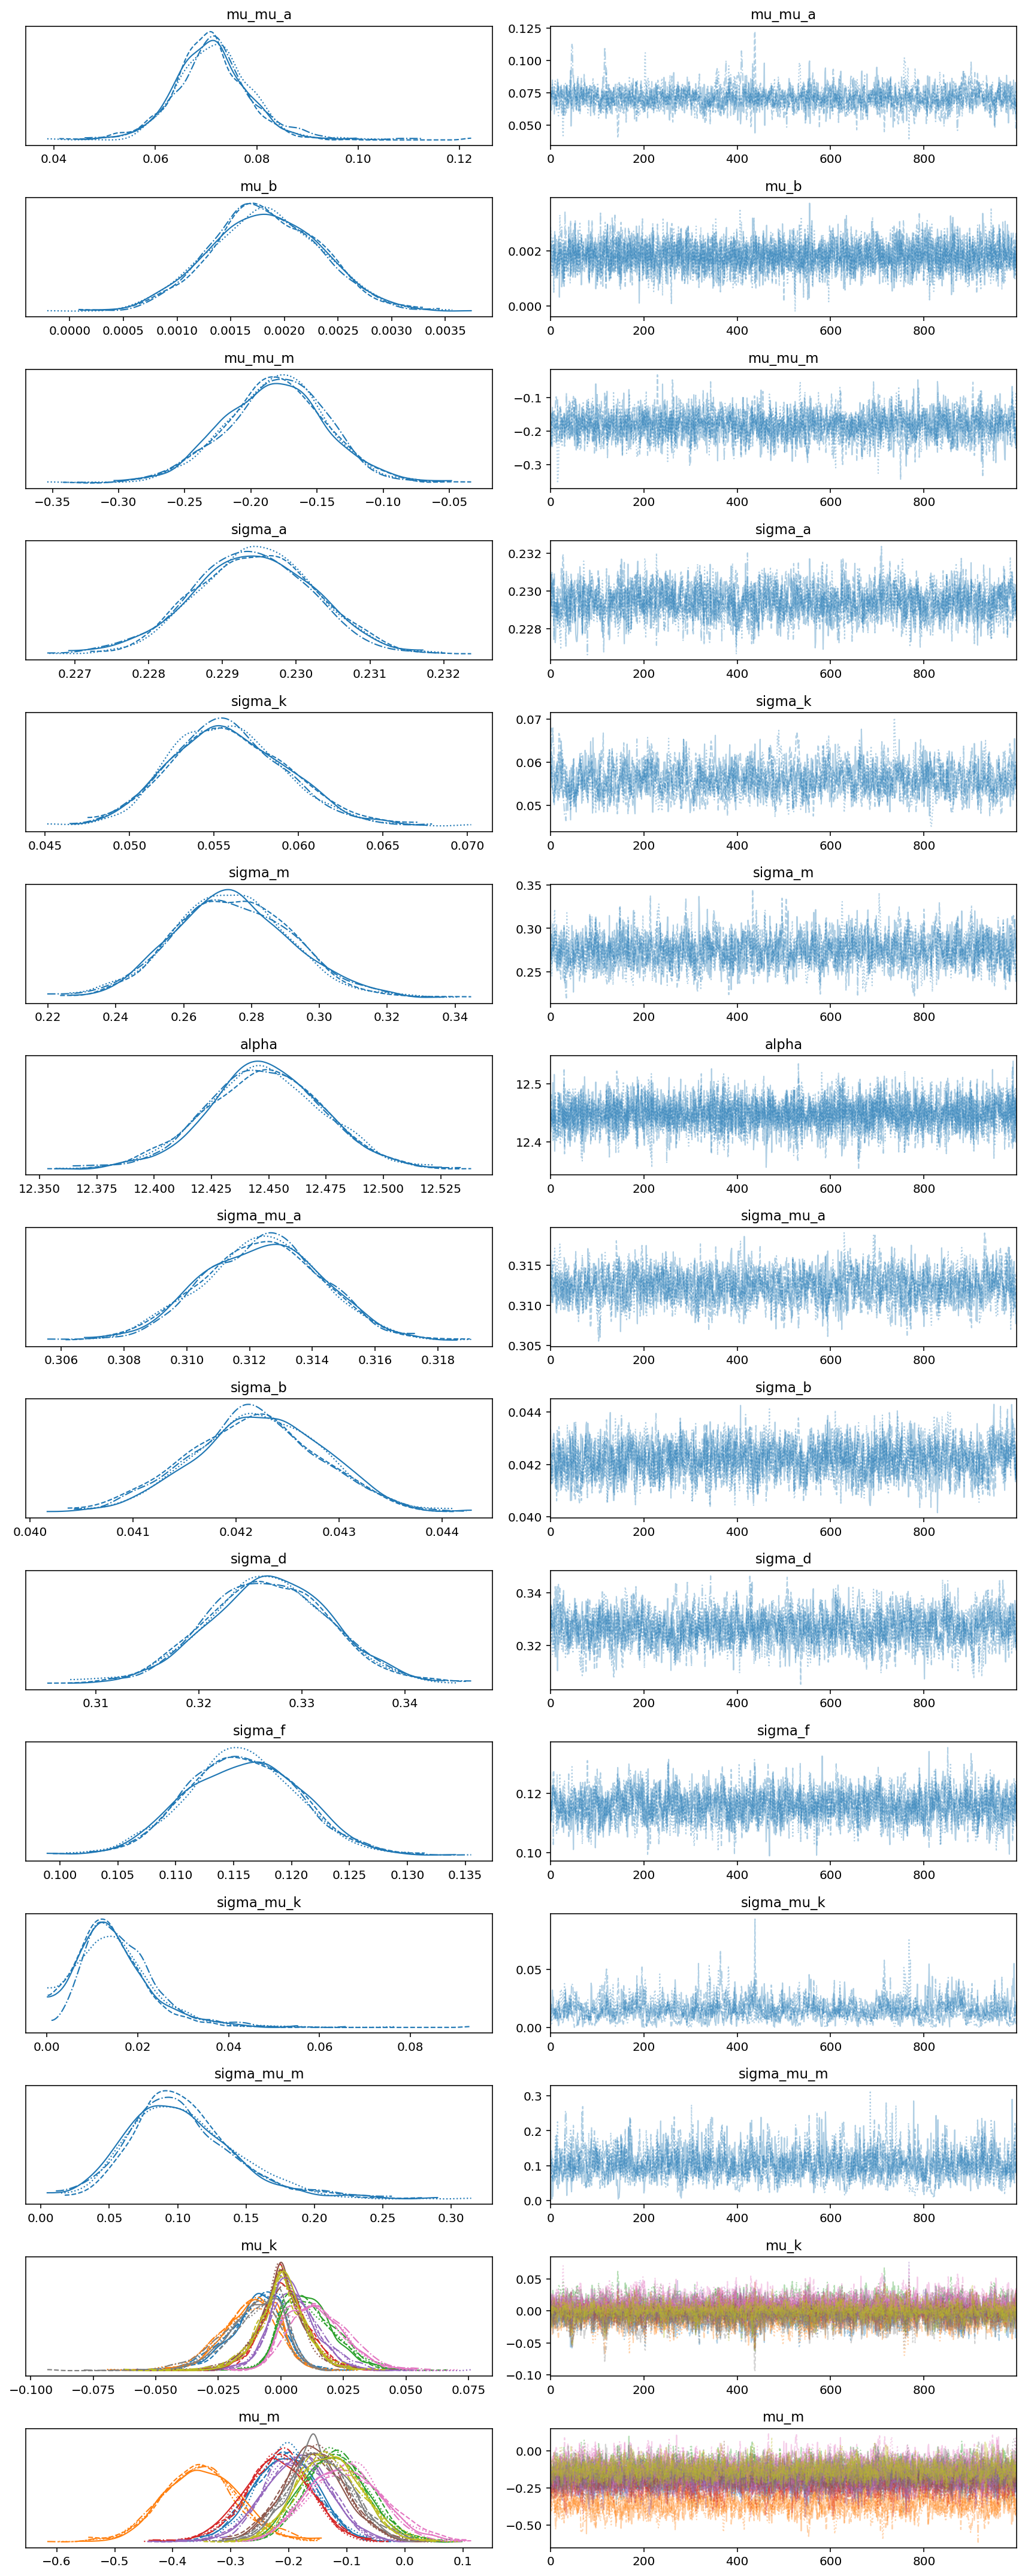 mu_mu_a mu_mu_a
0.125
0.100
0.075
0.050
0.04 0.06 0.08 0.10 0.12 0 200 400 600 800
mu_b mu_b
0.002
0.000
0.0000 0.0005 0.0010 0.0015 0.0020 0.0025 0.0030 0.0035 0 200 400 600 800
mu_mu_m mu_mu_m
−0.1
−0.2
−0.3
−0.35 −0.30 −0.25 −0.20 −0.15 −0.10 −0.05 0 200 400 600 800
sigma_a sigma_a
0.232
0.230
0.228
0.227 0.228 0.229 0.230 0.231 0.232 0 200 400 600 800
sigma_k sigma_k
0.07
0.06
0.05
0.045 0.050 0.055 0.060 0.065 0.070 0 200 400 600 800
sigma_m sigma_m
0.35
0.30
0.25
0.22 0.24 0.26 0.28 0.30 0.32 0.34 0 200 400 600 800
alpha alpha
12.5
12.4
12.350 12.375 12.400 12.425 12.450 12.475 12.500 12.525 0 200 400 600 800
sigma_mu_a sigma_mu_a
0.315
0.310
0.305
0.306 0.308 0.310 0.312 0.314 0.316 0.318 0 200 400 600 800
sigma_b sigma_b
0.044
0.042
0.040
0.040 0.041 0.042 0.043 0.044 0 200 400 600 800
sigma_d sigma_d
0.34
0.32
0.31 0.32 0.33 0.34 0 200 400 600 800
sigma_f sigma_f
0.12
0.10
0.100 0.105 0.110 0.115 0.120 0.125 0.130 0.135 0 200 400 600 800
sigma_mu_k sigma_mu_k
0.05
0.00
0.00 0.02 0.04 0.06 0.08 0 200 400 600 800
sigma_mu_m sigma_mu_m
0.3
0.2
0.1
0.0
0.00 0.05 0.10 0.15 0.20 0.25 0.30 0 200 400 600 800
mu_k mu_k
0.05
0.00
−0.05
−0.10
−0.100 −0.075 −0.050 −0.025 0.000 0.025 0.050 0.075 0 200 400 600 800
mu_m mu_m
0.00
−0.25
−0.50
−0.6 −0.5 −0.4 −0.3 −0.2 −0.1 0.0 0.1 0 200 400 600 800